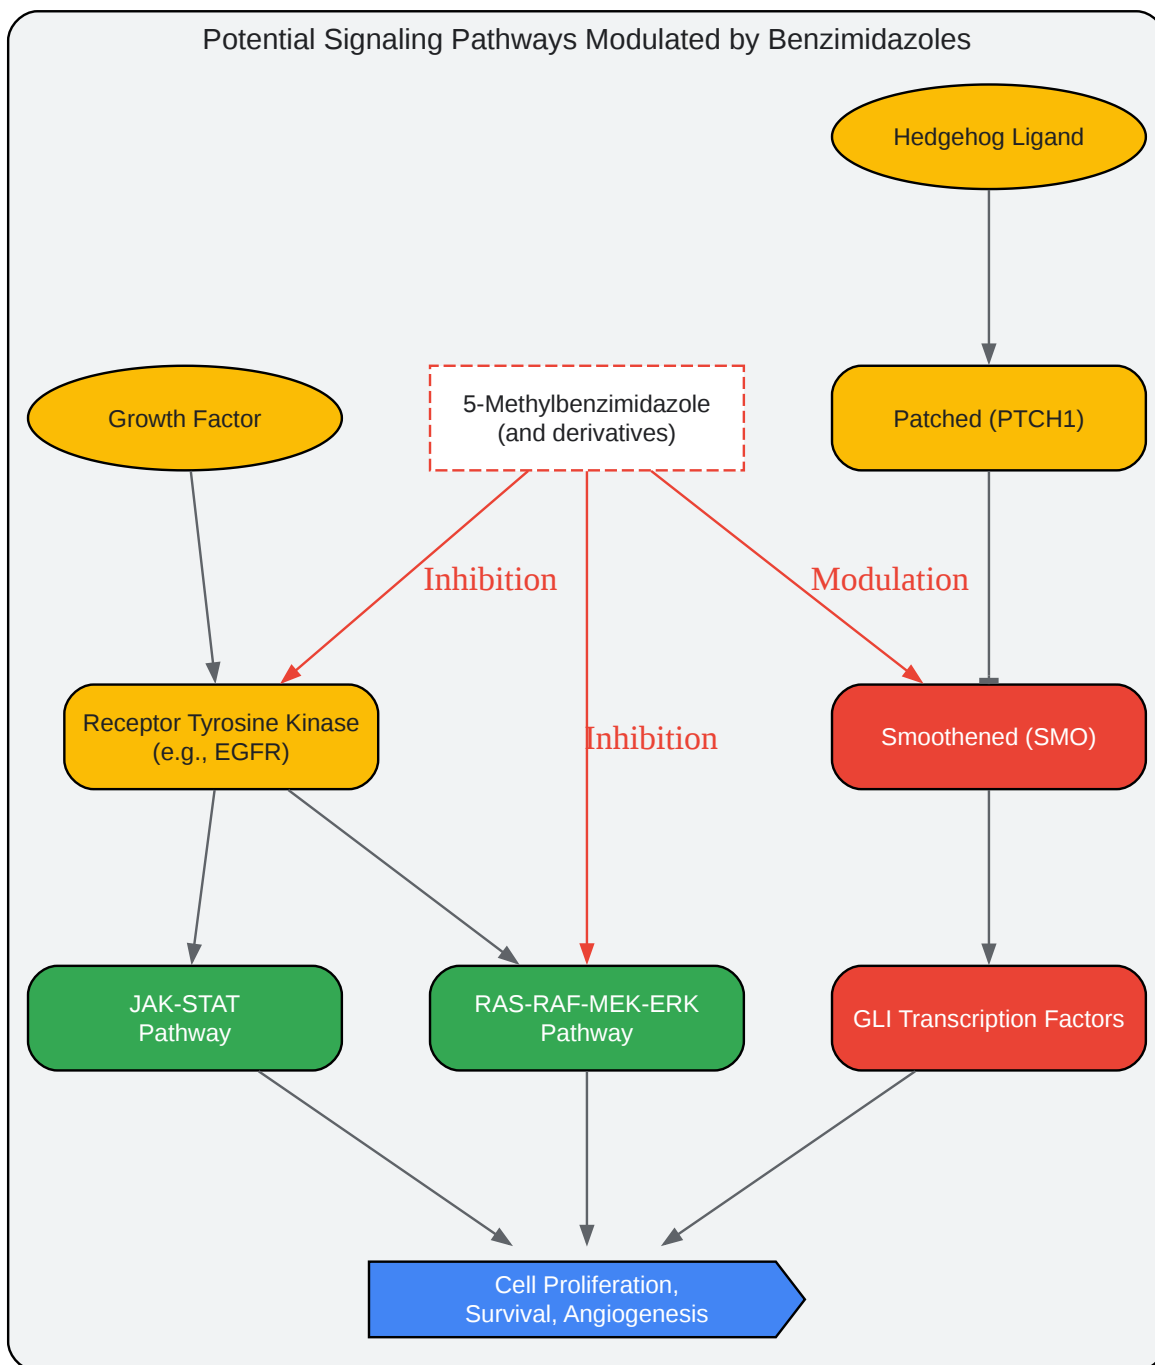 Potential Signaling Pathways Modulated by Benzimidazoles
Hedgehog Ligand
Growth Factor
5-Methylbenzimidazole
(and derivatives)
Patched (PTCH1)
Inhibition
Modulation
Receptor Tyrosine Kinase
(e.g., EGFR)
Inhibition
Smoothened (SMO)
JAK-STAT
Pathway
RAS-RAF-MEK-ERK
Pathway
GLI Transcription Factors
Cell Proliferation,
Survival, Angiogenesis